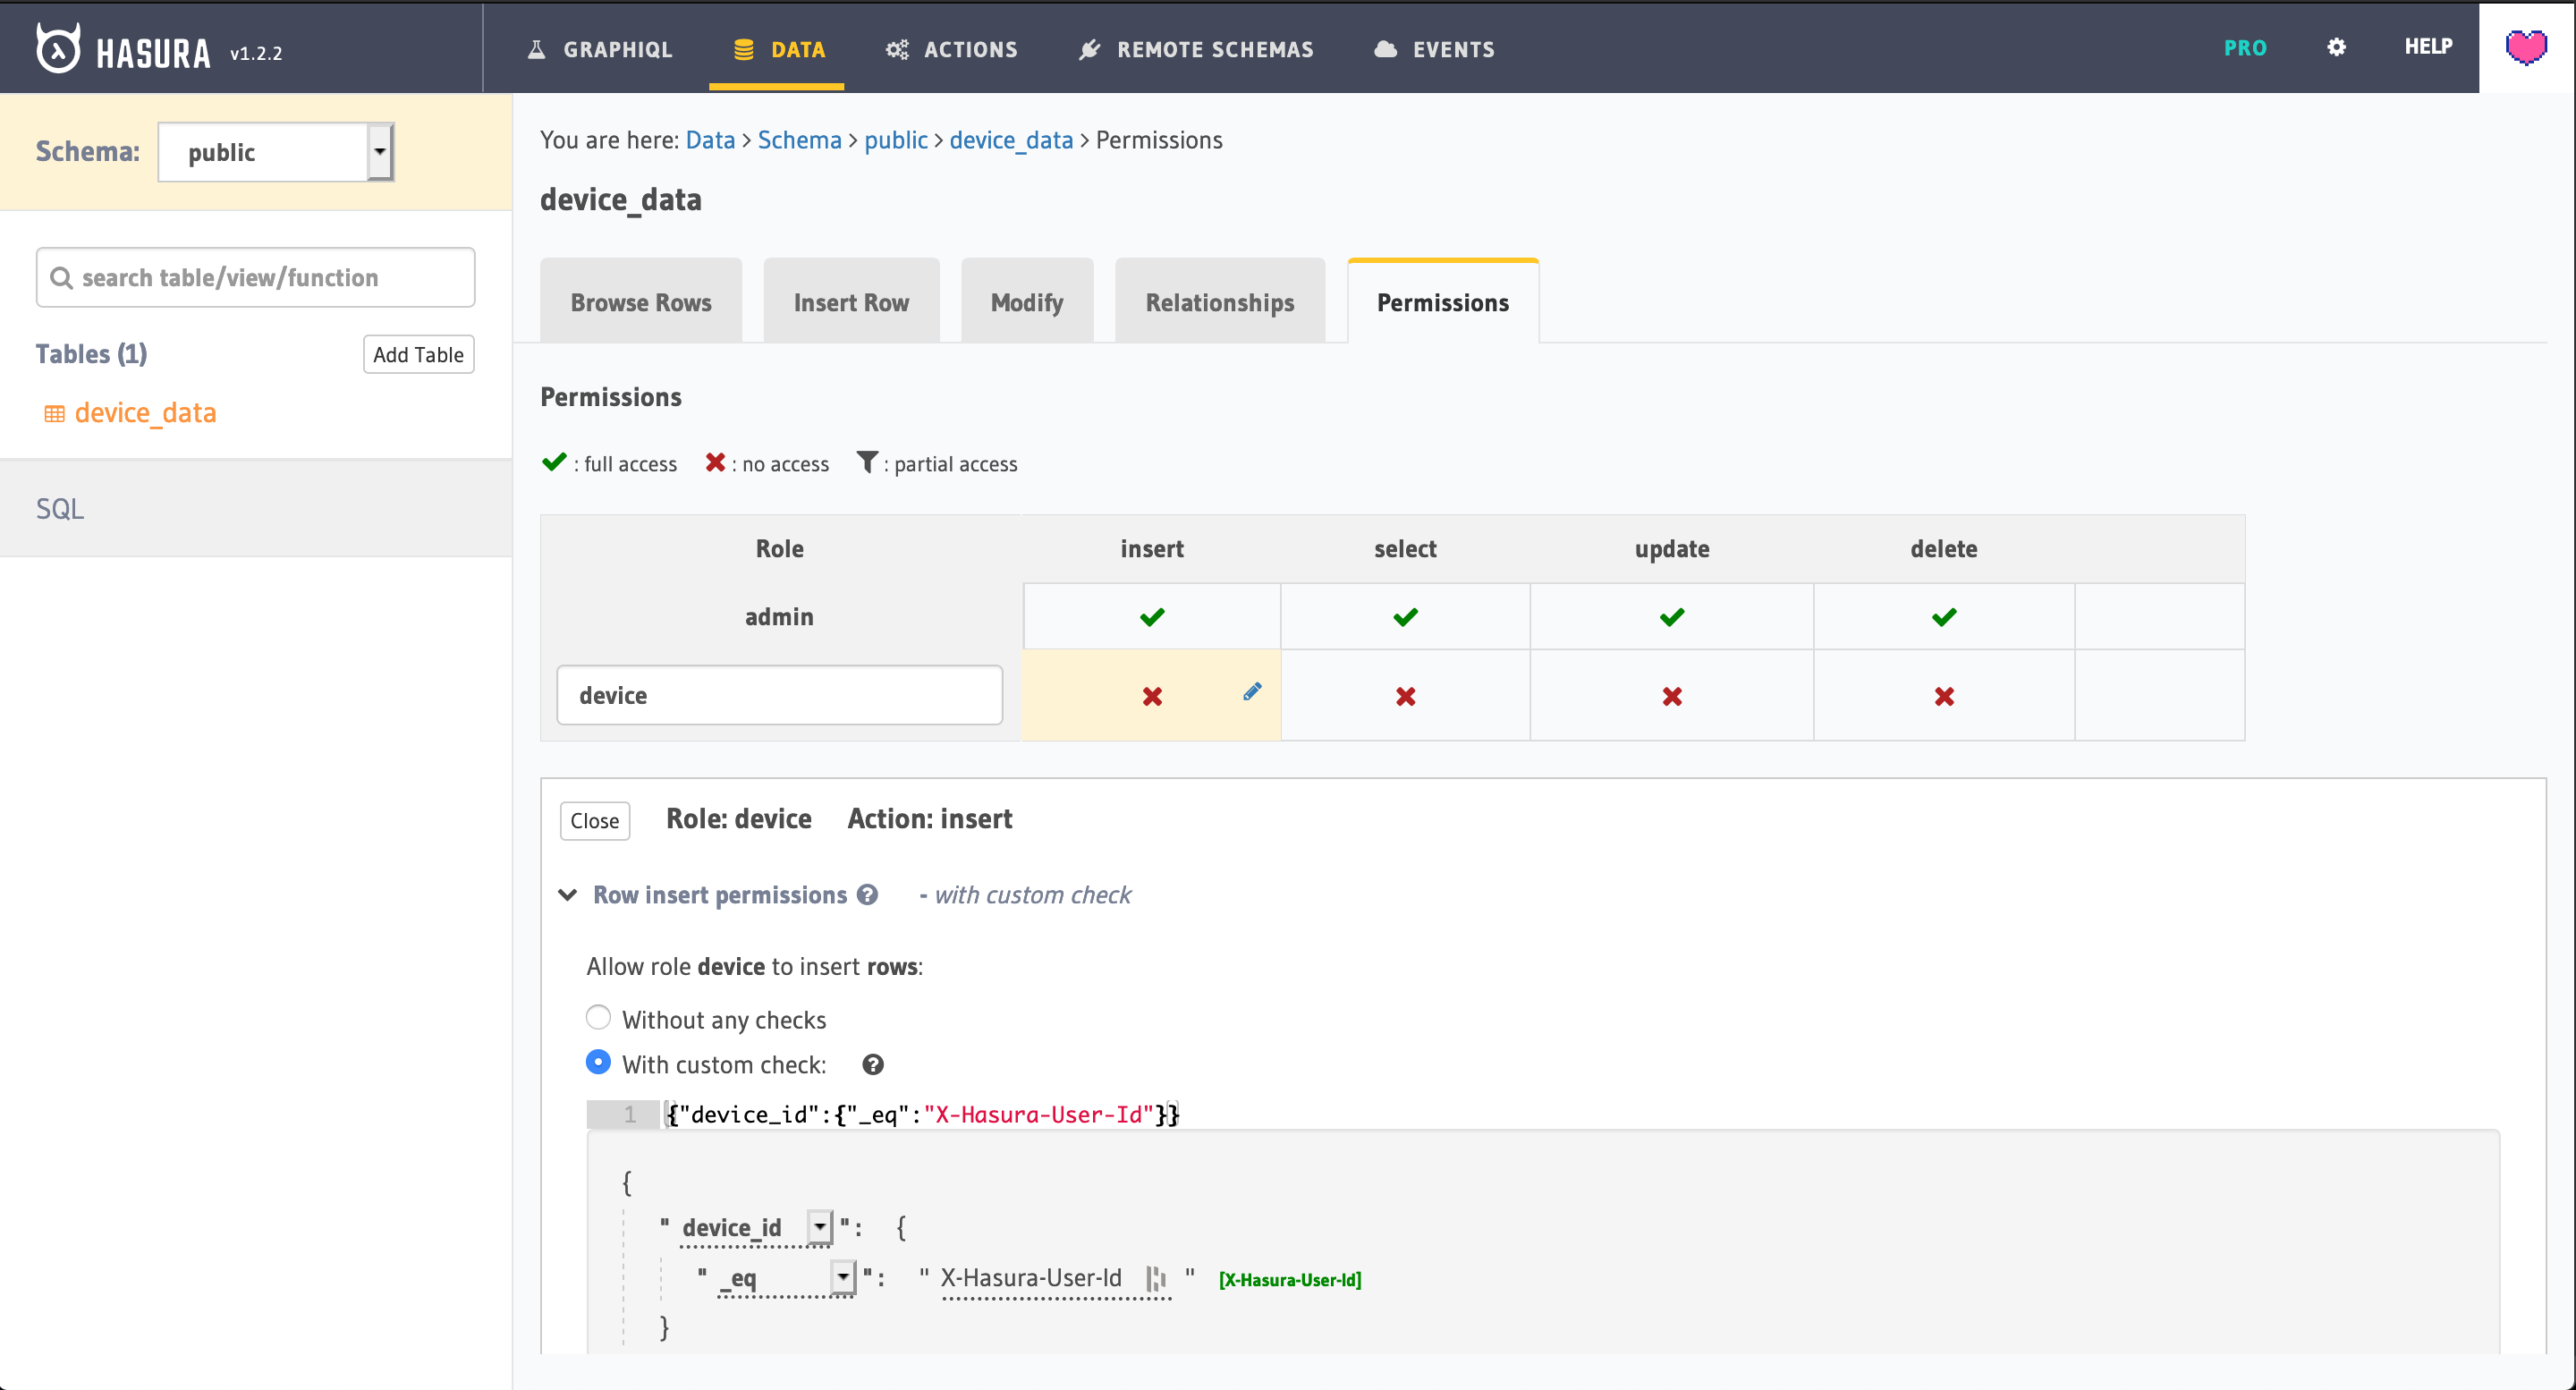 HASURA v1.2.2 GRAPHIQL DATA ACTIONS REMOTE SCHEMAS EVENTS PRO HELP
Schema: public
search table/view/function
Tables (1) Add Table
device_data
SQL
You are here: Data > Schema > public > device_data > Permissions
device_data
Browse Rows Insert Row Modify Relationships Permissions
Permissions
: full access : no access : partial access
Role insert select update delete
admin
device
Close Role: device Action: insert
Row insert permissions - with custom check
Allow role device to insert rows:
Without any checks
With custom check:
1 {"device_id":{"_eq":"X-Hasura-User-Id"}}
{
" device_id ": {
" _eq ": " X-Hasura-User-Id " [X-Hasura-User-Id]
}